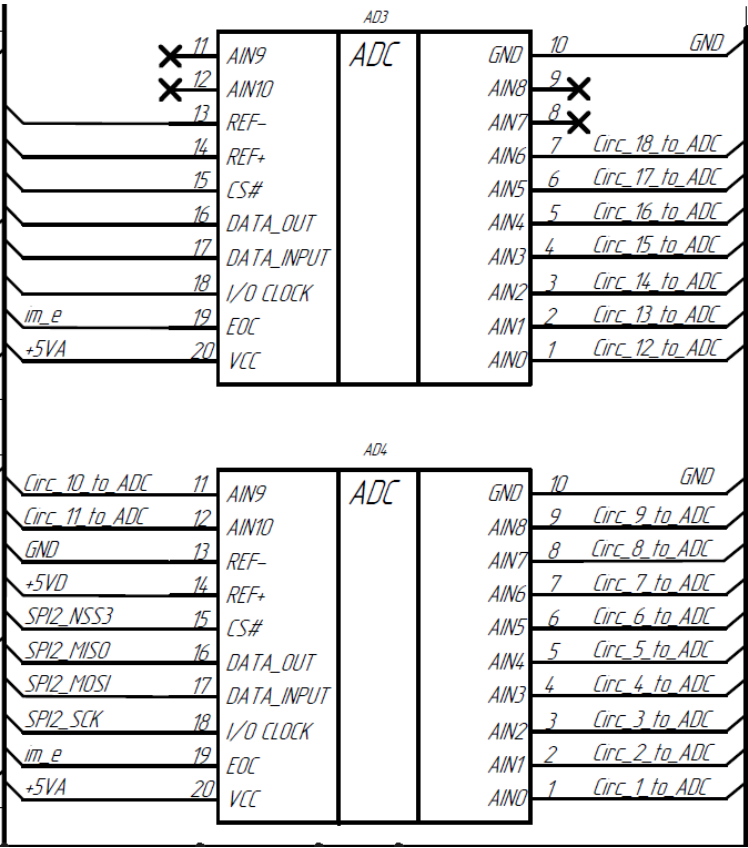 AD3
11 AIN9 ADC GND 10 GND
12 AIN10 AIN8 9
13 REF- AIN7 8
14 REF+ AIN6 7 Circ_18_to_ADC
15 CS# AIN5 6 Circ_17_to_ADC
16 DATA_OUT AIN4 5 Circ_16_to_ADC
17 DATA_INPUT AIN3 4 Circ_15_to_ADC
18 I/O CLOCK AIN2 3 Circ_14_to_ADC
im_e 19 EOC AIN1 2 Circ_13_to_ADC
+5VA 20 VCC AIN0 1 Circ_12_to_ADC
AD4
Circ_10_to_ADC 11 AIN9 ADC GND 10 GND
Circ_11_to_ADC 12 AIN10 AIN8 9 Circ_9_to_ADC
GND 13 REF- AIN7 8 Circ_8_to_ADC
+5VD 14 REF+ AIN6 7 Circ_7_to_ADC
SPI2_NSS3 15 CS# AIN5 6 Circ_6_to_ADC
SPI2_MISO 16 DATA_OUT AIN4 5 Circ_5_to_ADC
SPI2_MOSI 17 DATA_INPUT AIN3 4 Circ_4_to_ADC
SPI2_SCK 18 I/O CLOCK AIN2 3 Circ_3_to_ADC
im_e 19 EOC AIN1 2 Circ_2_to_ADC
+5VA 20 VCC AIN0 1 Circ_1_to_ADC